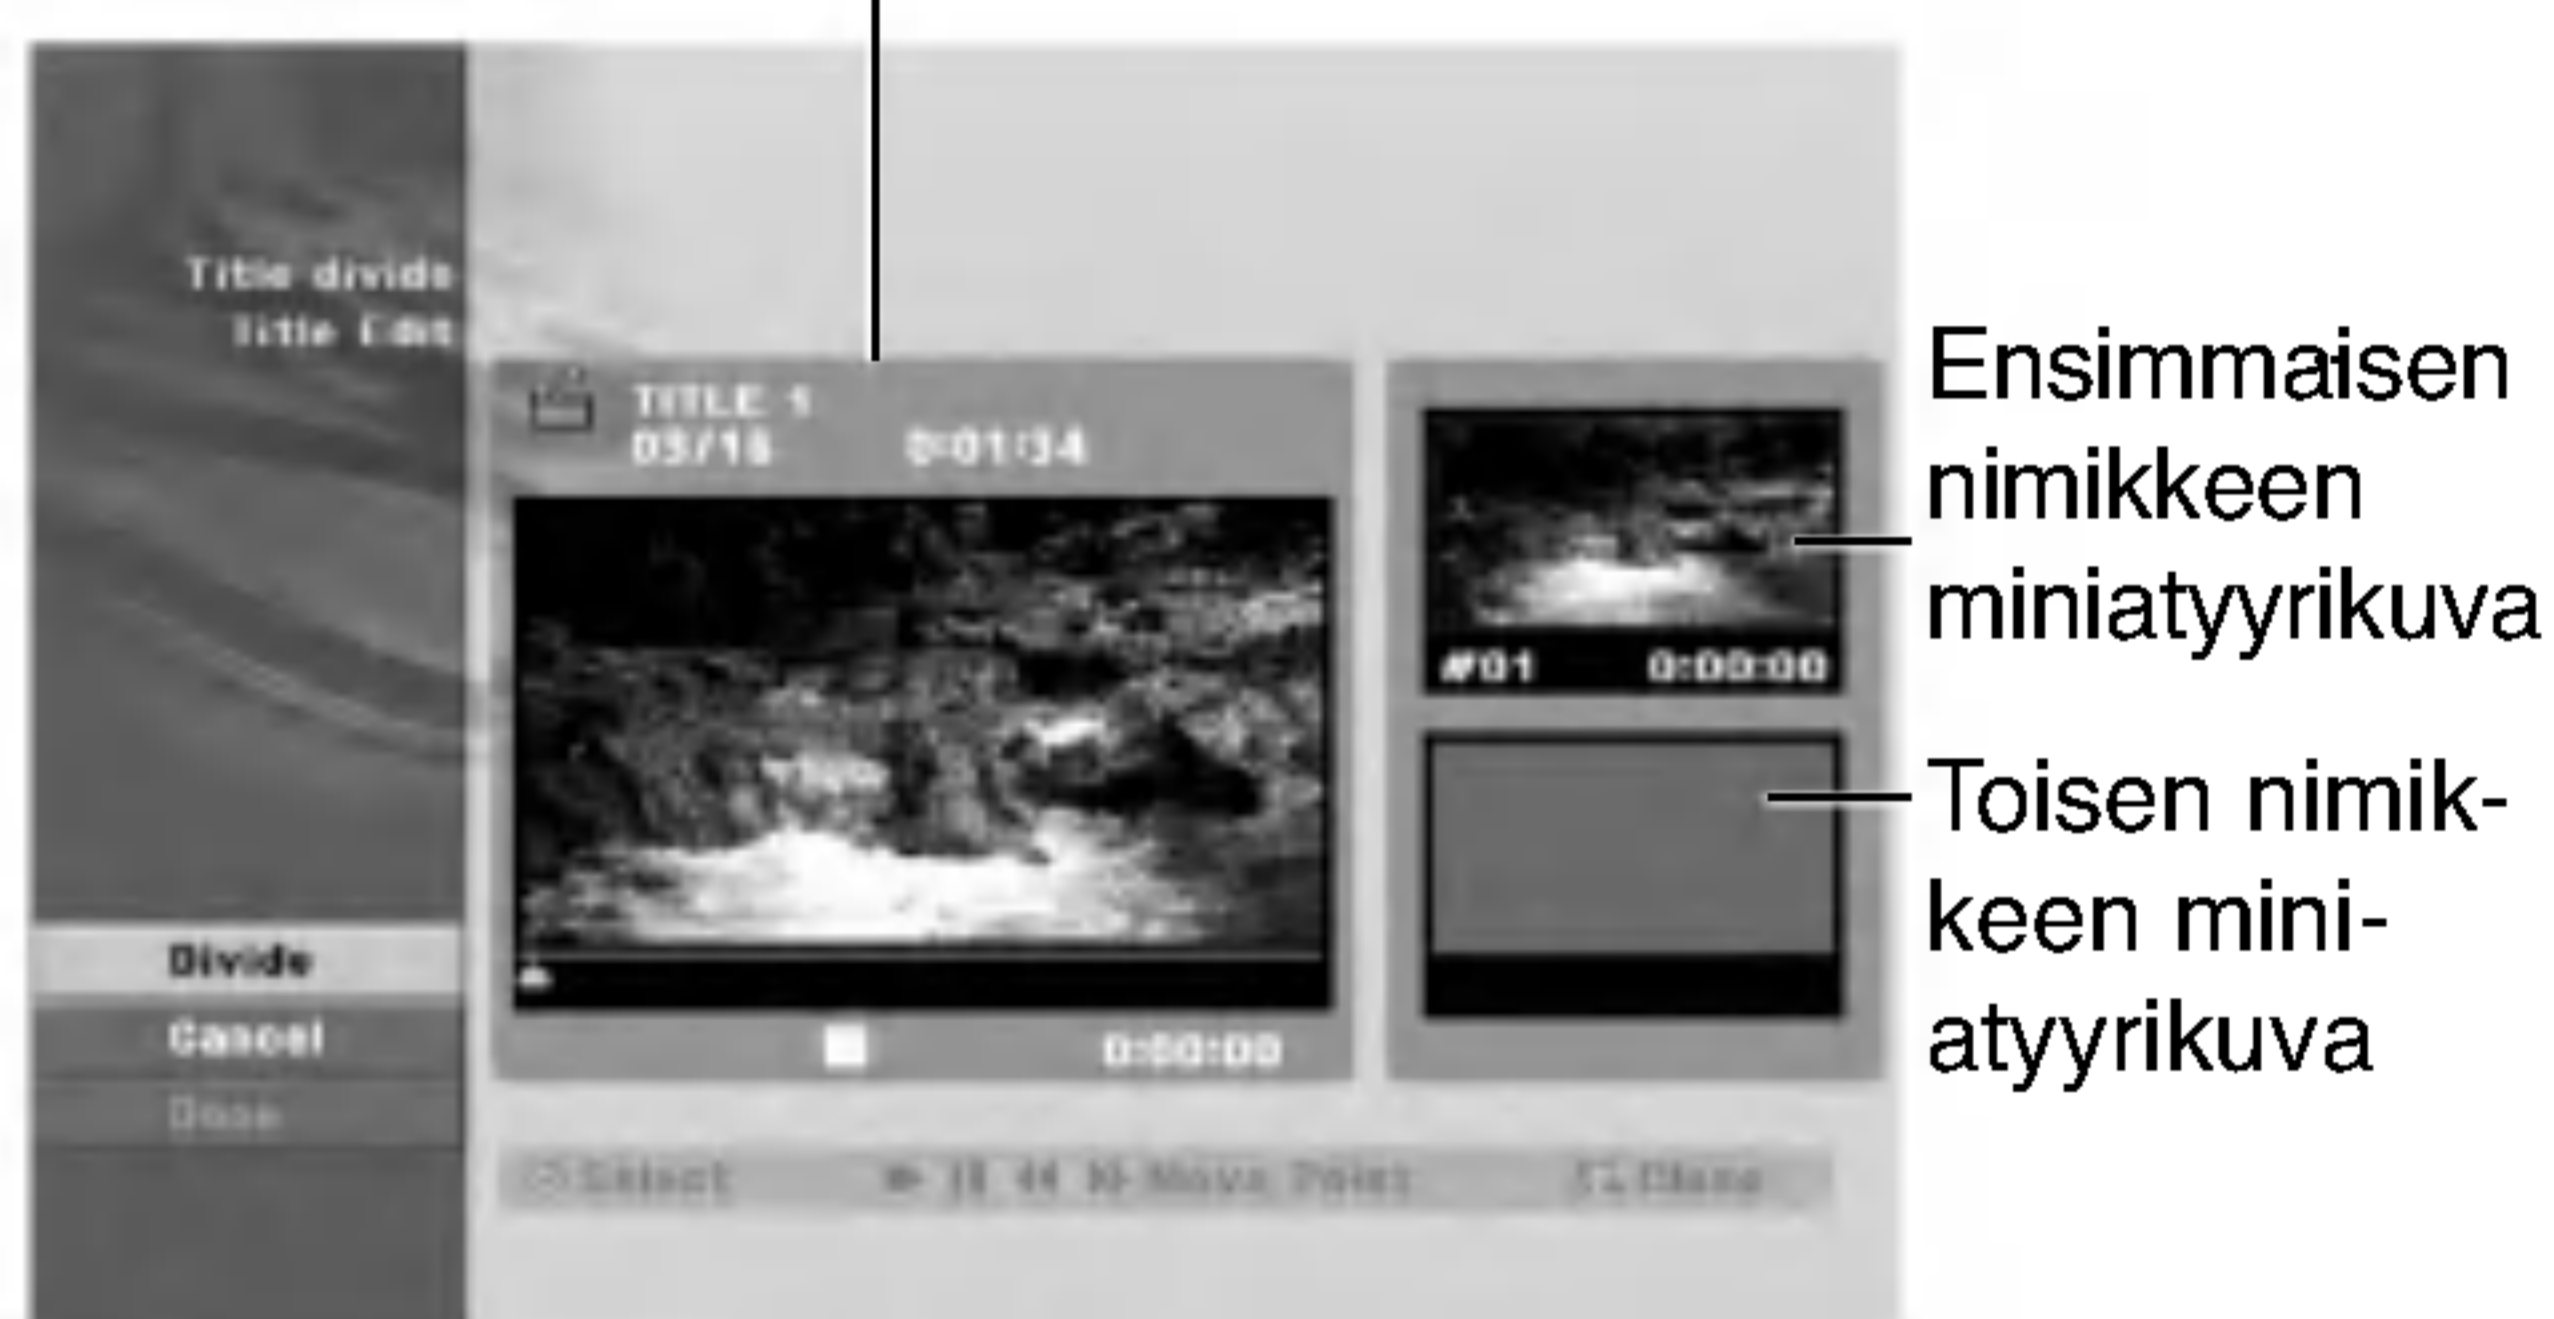 Title divide
Title Edit
TITLE 1
03/16 0:01:34
#01 0:00:00
Divide
Cancel
Done
0:00:00
Select Move Point Close
Ensimmaisen
nimikkeen
miniatyyrikuva
Toisen nimik-
keen mini-
atyyrikuva